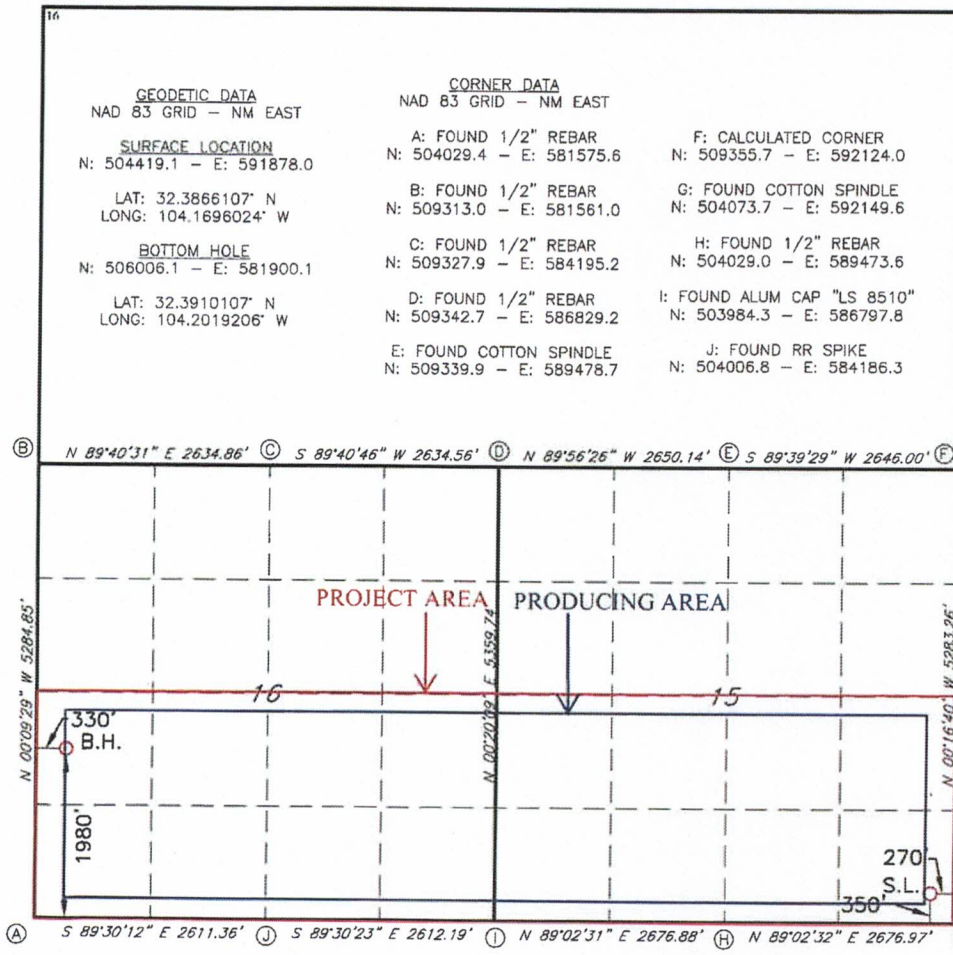 16
GEODETIC DATA
NAD 83 GRID – NM EAST
SURFACE LOCATION
N: 504419.1 – E: 591878.0
LAT: 32.3866107° N
LONG: 104.1696024° W
BOTTOM HOLE
N: 506006.1 – E: 581900.1
LAT: 32.3910107° N
LONG: 104.2019206° W
CORNER DATA
NAD 83 GRID – NM EAST
A: FOUND 1/2" REBAR
N: 504029.4 – E: 581575.6
B: FOUND 1/2" REBAR
N: 509313.0 – E: 581561.0
C: FOUND 1/2" REBAR
N: 509327.9 – E: 584195.2
D: FOUND 1/2" REBAR
N: 509342.7 – E: 586829.2
E: FOUND COTTON SPINDLE
N: 509339.9 – E: 589478.7
F: CALCULATED CORNER
N: 509355.7 – E: 592124.0
G: FOUND COTTON SPINDLE
N: 504073.7 – E: 592149.6
H: FOUND 1/2" REBAR
N: 504029.0 – E: 589473.6
I: FOUND ALUM CAP "LS 8510"
N: 503984.3 – E: 586797.8
J: FOUND RR SPIKE
N: 504006.8 – E: 584186.3
B N 89°40'31" E 2634.86' C S 89°40'46" W 2634.56' D N 89°56'26" W 2650.14' E S 89°39'29" W 2646.00' F
N 00°09'29" W 5284.85'
N 00°20'09" E 5359.74'
N 00°16'40" W 5283.26'
PROJECT AREA PRODUCING AREA
16 15
330'
B.H.
1980'
270'
S.L.
350'
A S 89°30'12" E 2611.36' J S 89°30'23" E 2612.19' I N 89°02'31" E 2676.88' H N 89°02'32" E 2676.97'